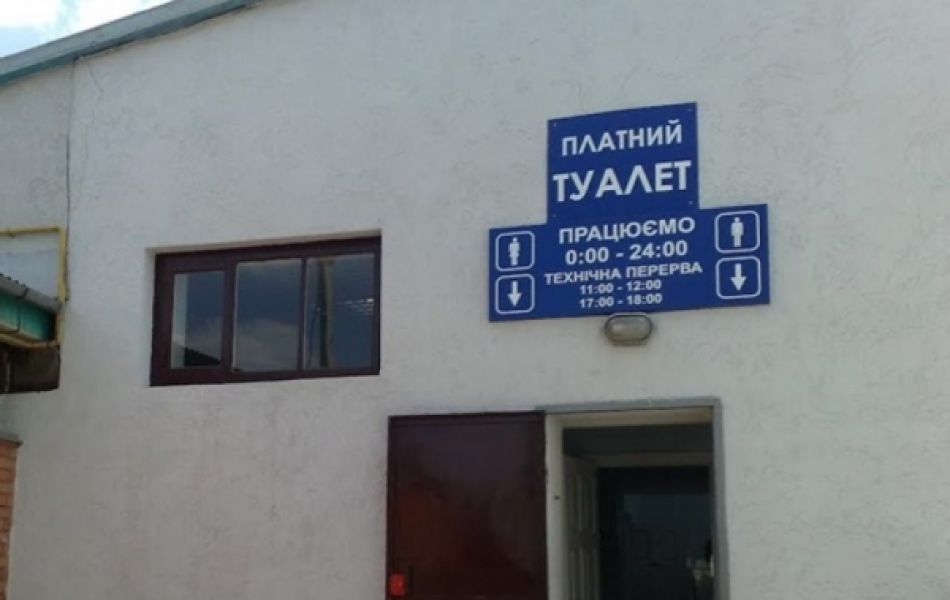 ПЛАТНИЙ
ТУАЛЕТ
ПРАЦЮЄМО
0:00 - 24:00
ТЕХНІЧНА ПЕРЕРВА
11:00 - 12:00
17:00 - 18:00